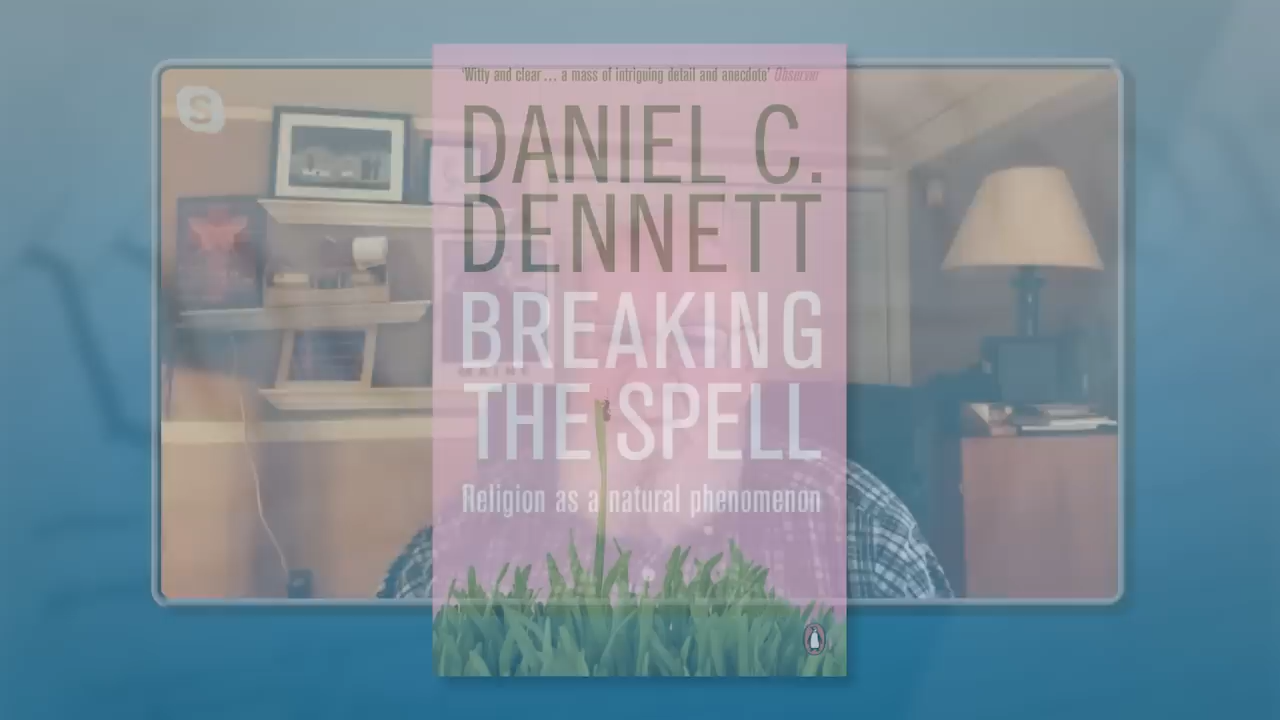 'Witty and clear... a mass of intriguing detail and anecdote' Observer
DANIEL C.
DENNETT
BREAKING
THE SPELL
Religion as a natural phenomenon